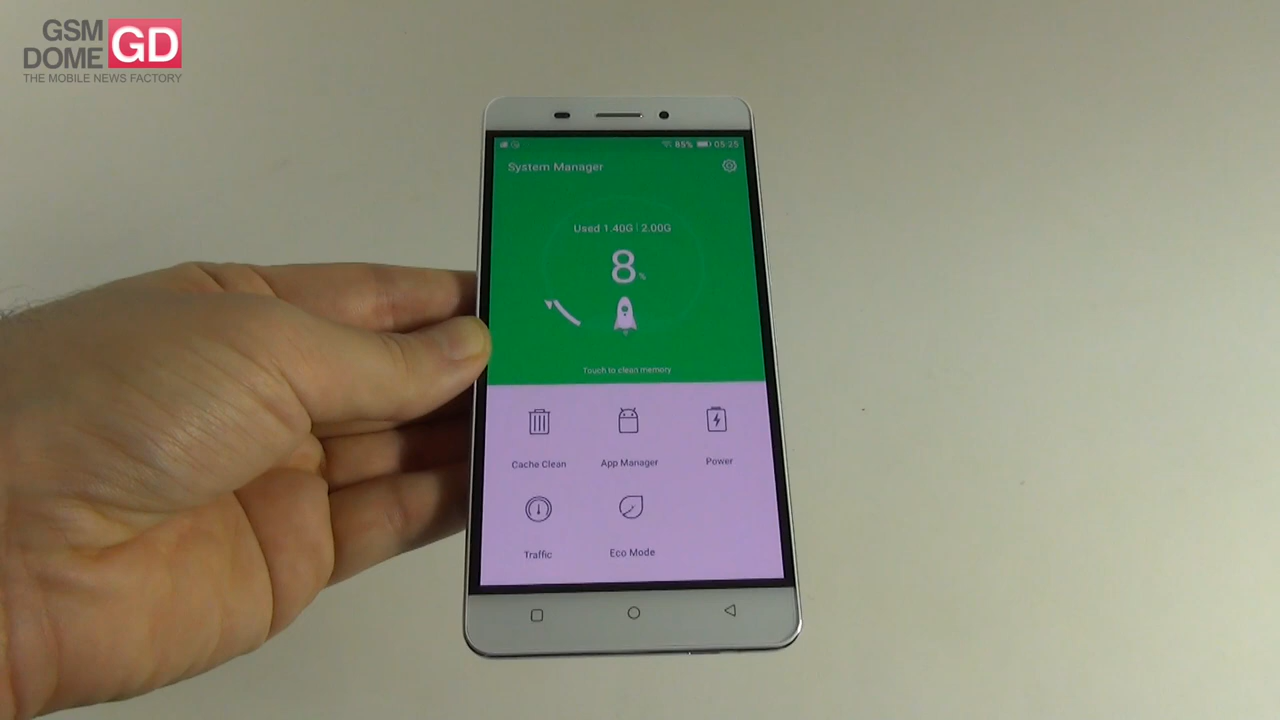 GSM
DOME
GD
THE MOBILE NEWS FACTORY
85% 05:25
System Manager
Used 1.40G | 2.00G
8%
Touch to clean memory
Cache Clean App Manager Power
Traffic Eco Mode